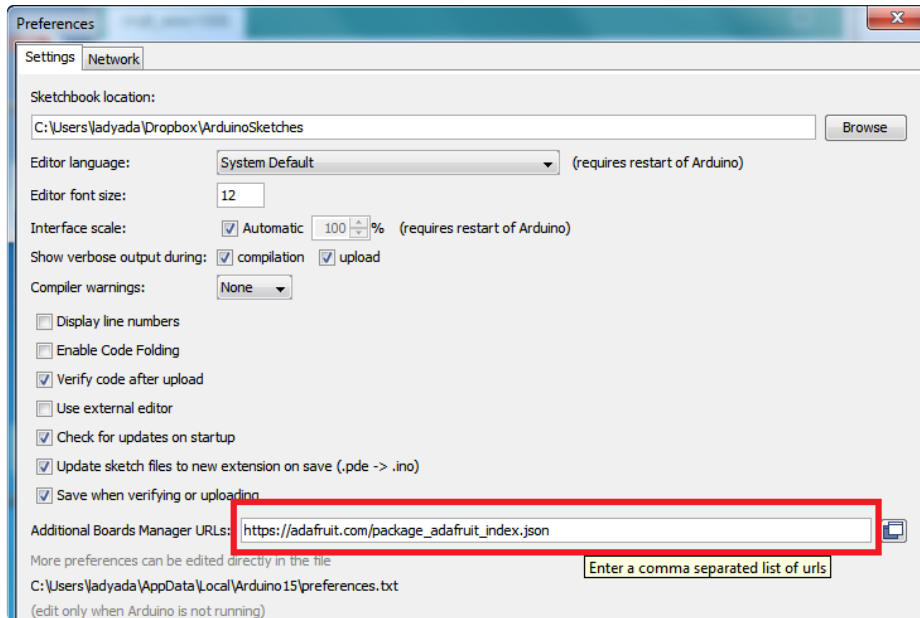 Preferences
Settings Network
Sketchbook location:
C:\Users\ladyada\Dropbox\ArduinoSketches Browse
Editor language: System Default (requires restart of Arduino)
Editor font size: 12
Interface scale: Automatic 100 % (requires restart of Arduino)
Show verbose output during: compilation upload
Compiler warnings: None
Display line numbers
Enable Code Folding
Verify code after upload
Use external editor
Check for updates on startup
Update sketch files to new extension on save (.pde -> .ino)
Save when verifying or uploading
Additional Boards Manager URLs: https://adafruit.com/package_adafruit_index.json
More preferences can be edited directly in the file
Enter a comma separated list of urls
C:\Users\ladyada\AppData\Local\Arduino15\preferences.txt
(edit only when Arduino is not running)